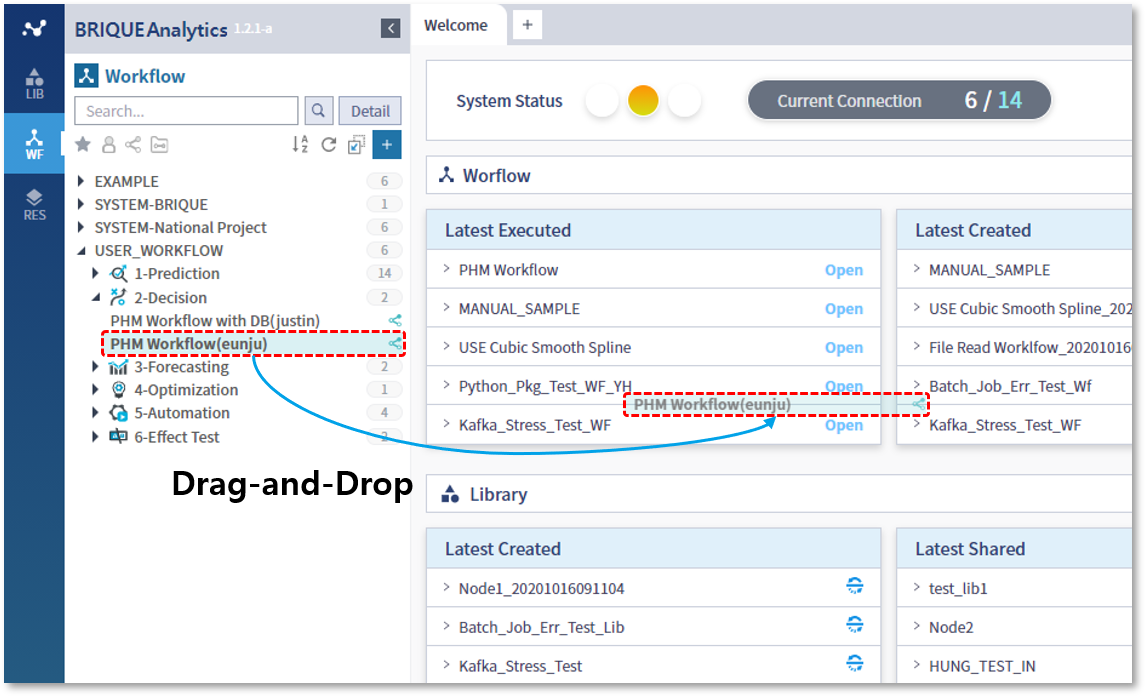 BRIQUEAnalytics 1.2.1-a
LIB
WF
RES
Workflow
Search...
Detail
EXAMPLE 6
SYSTEM-BRIQUE 1
SYSTEM-National Project 6
USER_WORKFLOW 6
1-Prediction 14
2-Decision 2
PHM Workflow with DB(justin)
PHM Workflow(eunju)
3-Forecasting 2
4-Optimization 1
5-Automation 4
6-Effect Test 2
Drag-and-Drop
Welcome +
System Status
Current Connection 6 / 14
Worflow
Latest Executed
PHM Workflow Open
MANUAL_SAMPLE Open
USE Cubic Smooth Spline Open
Python_Pkg_Test_WF_YH Open
PHM Workflow(eunju)
Kafka_Stress_Test_WF Open
Latest Created
MANUAL_SAMPLE
USE Cubic Smooth Spline_202
File Read Worklfow_20201016
Batch_Job_Err_Test_Wf
Kafka_Stress_Test_WF
Library
Latest Created
Node1_20201016091104
Batch_Job_Err_Test_Lib
Kafka_Stress_Test
Latest Shared
test_lib1
Node2
HUNG_TEST_IN